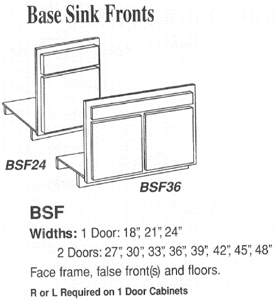 Base Sink Fronts
BSF24
BSF36
BSF
Widths: 1 Door: 18", 21", 24"
2 Doors: 27", 30", 33", 36", 39", 42", 45", 48"
Face frame, false front(s) and floors.
R or L Required on 1 Door Cabinets